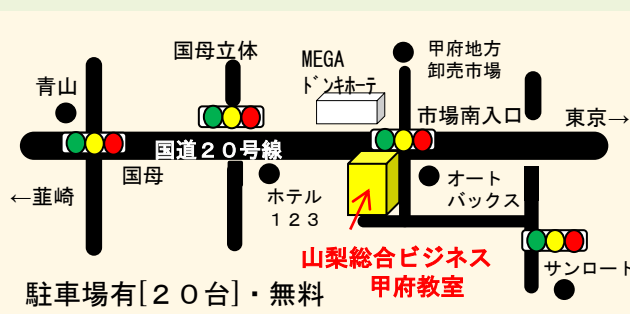 国母立体
MEGA
ドンキホーテ
甲府地方
卸売市場
青山
市場南入口
東京→
国道２０号線
国母
←韮崎
ホテル
１２３
オート
バックス
山梨総合ビジネス
甲府教室
サンロード
駐車場有[２０台]・無料